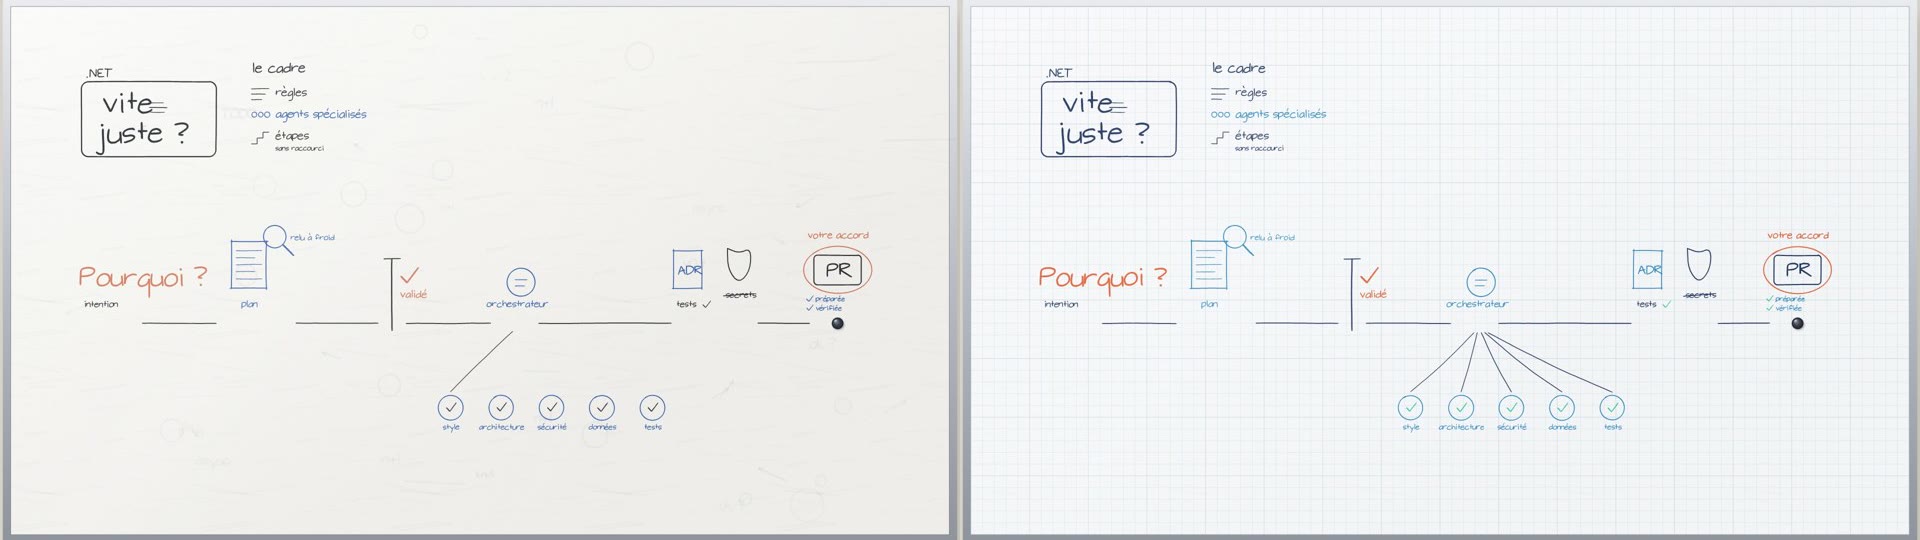 .NET
vite
juste ?
le cadre
règles
agents spécialisés
étapes
sans raccourci
relu à froid
votre accord
Pourquoi ?
ADR
PR
validé
intention
plan
orchestrateur
tests
secrets
préparée
vérifiée
style
architecture
sécurité
données
tests
.NET
vite
juste ?
le cadre
règles
agents spécialisés
étapes
sans raccourci
relu à froid
votre accord
Pourquoi ?
ADR
PR
validé
intention
plan
orchestrateur
tests
secrets
préparée
vérifiée
style
architecture
sécurité
données
tests